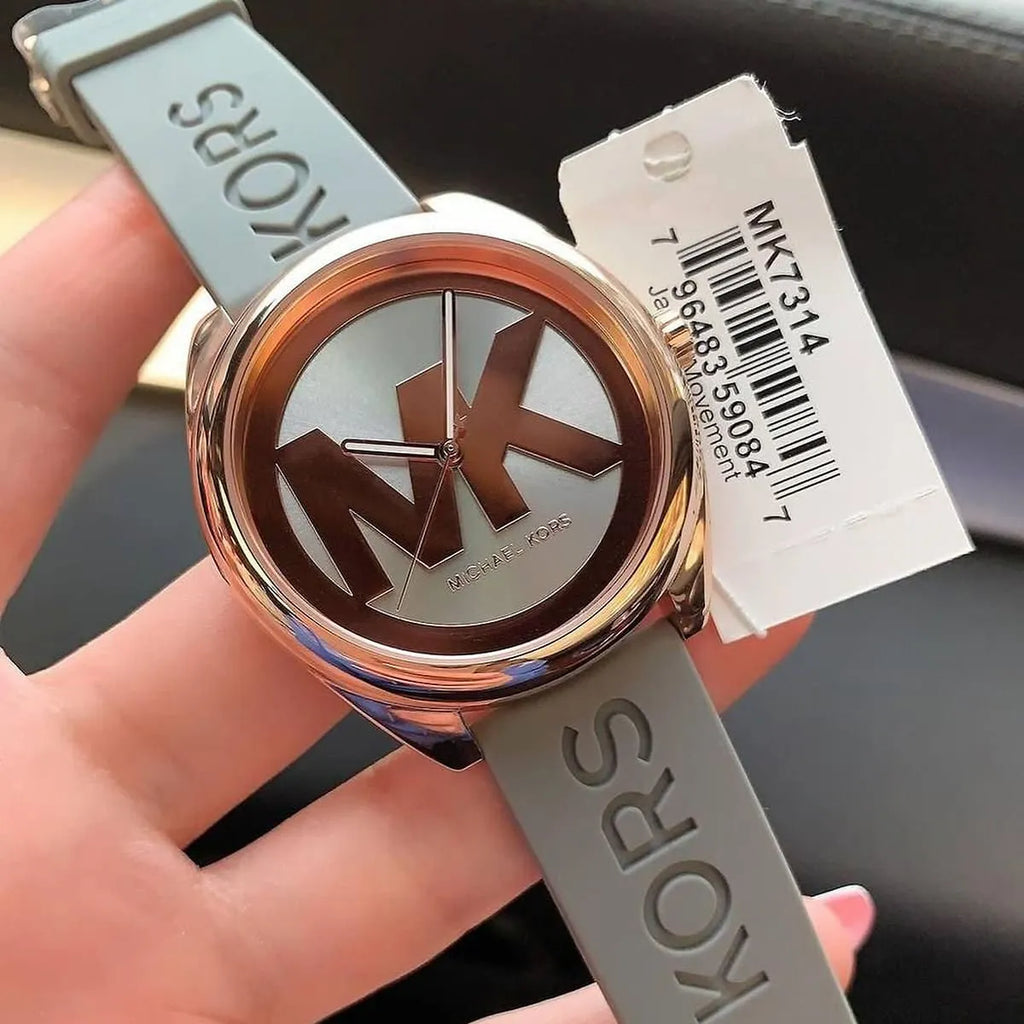 KORS
MK
MICHAEL KORS
MK7314
7 96483 59084 7
Movement
KORS